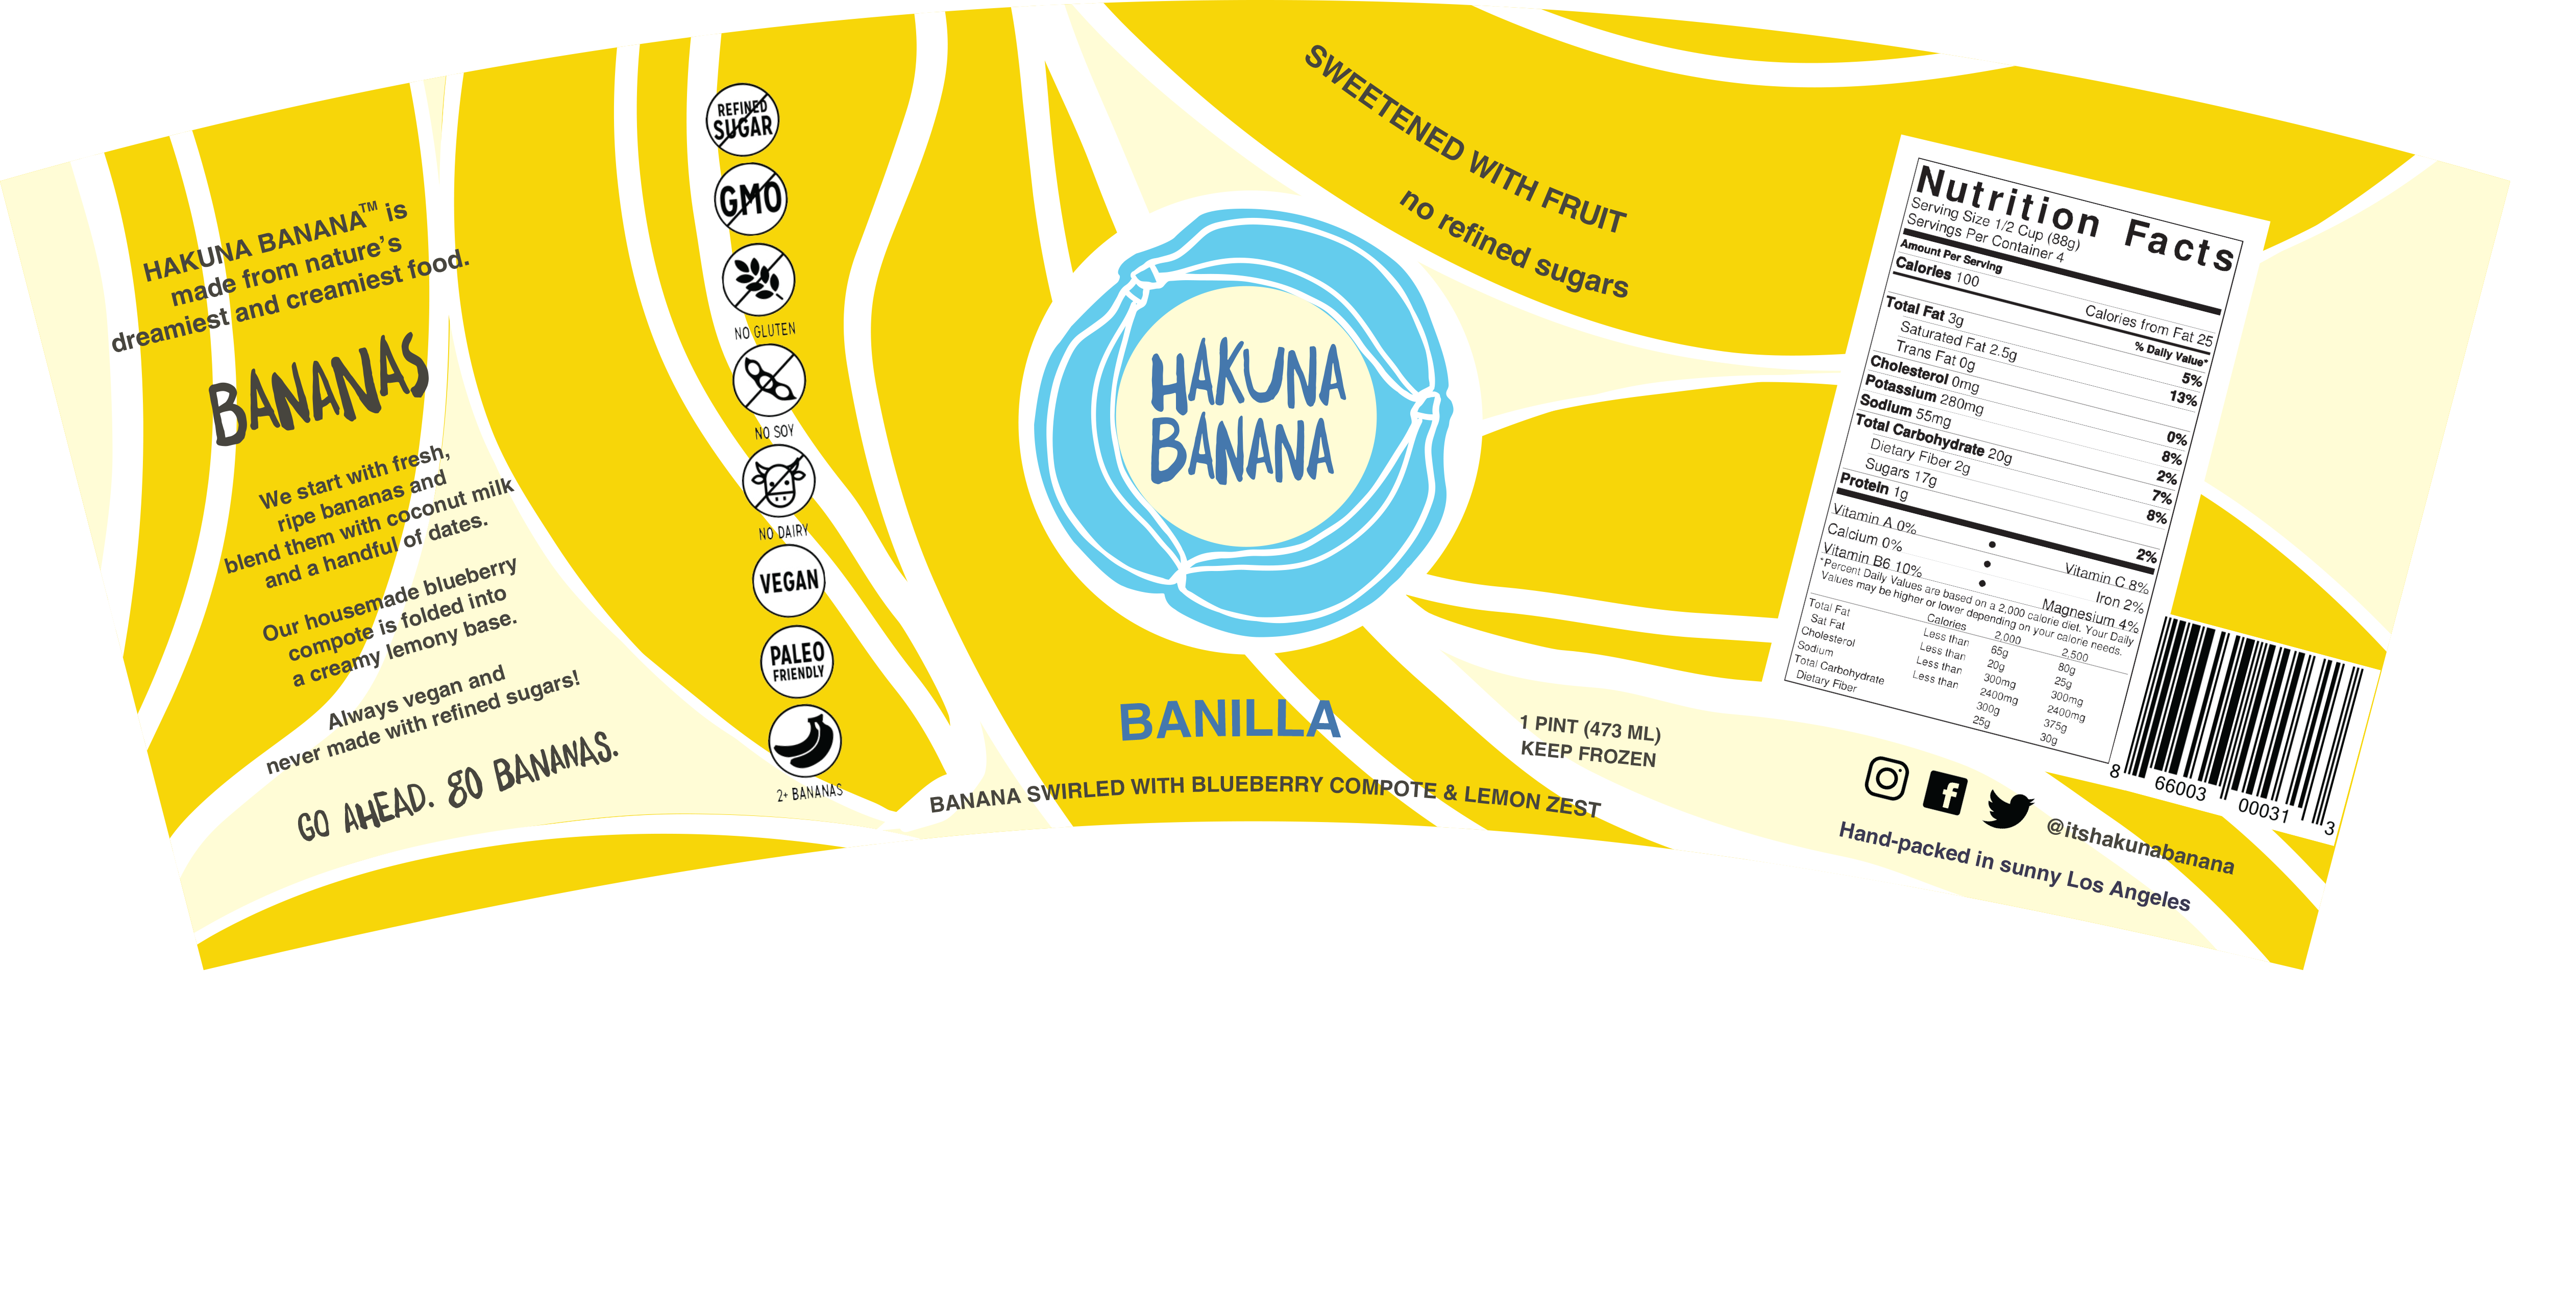 HAKUNA BANANA™ is
made from nature's
dreamiest and creamiest food.
BANANAS
We start with fresh,
ripe bananas and
blend them with coconut milk
and a handful of dates.
Our housemade blueberry
compote is folded into
a creamy lemony base.
Always vegan and
never made with refined sugars!
GO AHEAD. go BANANAS.
REFINED
SUGAR
GMO
NO GLUTEN
NO SOY
NO DAIRY
VEGAN
PALEO
FRIENDLY
2+ BANANAS
HAKUNA
BANANA
BANILLA
BANANA SWIRLED WITH BLUEBERRY COMPOTE & LEMON ZEST
SWEETENED WITH FRUIT
no refined sugars
1 PINT (473 ML)
KEEP FROZEN
Nutrition Facts
Serving Size 1/2 Cup (88g)
Servings Per Container 4
Amount Per Serving
Calories 100 Calories from Fat 25
% Daily Value*
Total Fat 3g 5%
Saturated Fat 2.5g 13%
Trans Fat 0g
Cholesterol 0mg 0%
Potassium 280mg 8%
Sodium 55mg 2%
Total Carbohydrate 20g 7%
Dietary Fiber 2g 8%
Sugars 17g
Protein 1g 2%
Vitamin A 0% • Vitamin C 8%
Calcium 0% • Iron 2%
Vitamin B6 10% • Magnesium 4%
*Percent Daily Values are based on a 2,000 calorie diet. Your Daily
Values may be higher or lower depending on your calorie needs.
Calories 2,000 2,500
Total Fat Less than 65g 80g
Sat Fat Less than 20g 25g
Cholesterol Less than 300mg 300mg
Sodium Less than 2400mg 2400mg
Total Carbohydrate 300g 375g
Dietary Fiber 25g 30g
8 66003 00031 3
@itshakunabanana
Hand-packed in sunny Los Angeles